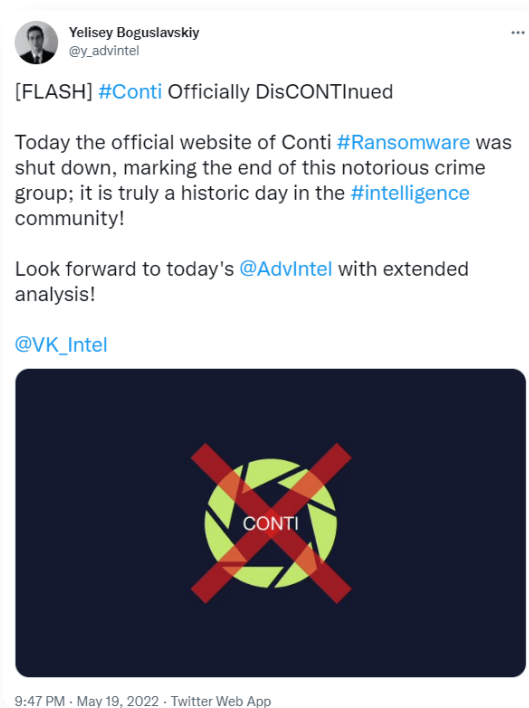 Yelisey Boguslavskiy
@y_advintel
[FLASH] #Conti Officially DisCONTInued
Today the official website of Conti #Ransomware was
shut down, marking the end of this notorious crime
group; it is truly a historic day in the #intelligence
community!
Look forward to today's @AdvIntel with extended
analysis!
@VK_Intel
CONTI
9:47 PM · May 19, 2022 · Twitter Web App